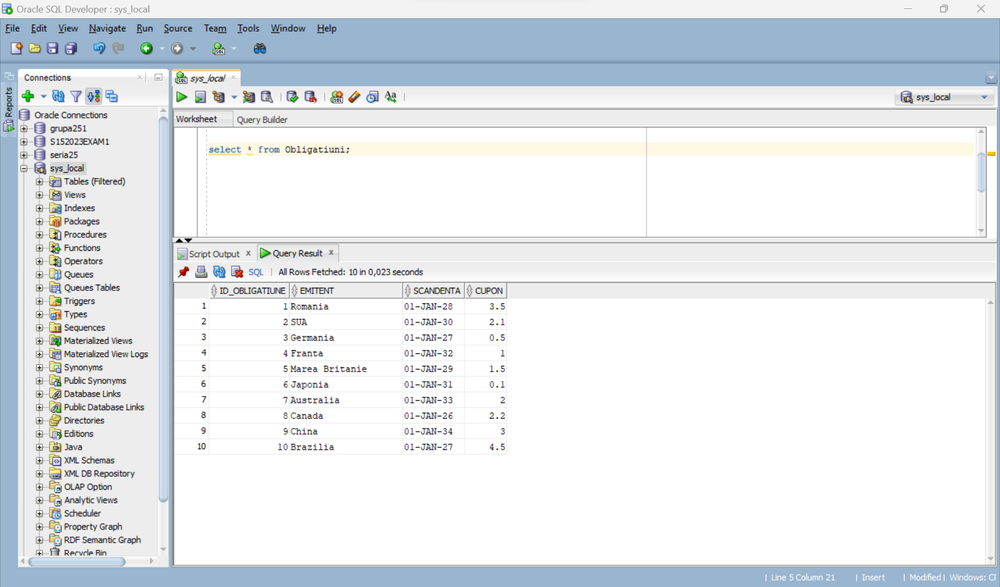 Oracle SQL Developer : sys_local
File Edit View Navigate Run Source Team Tools Window Help
Reports
Connections
Oracle Connections
grupa251
S152023EXAM1
seria25
sys_local
Tables (Filtered)
Views
Indexes
Packages
Procedures
Functions
Operators
Queues
Queues Tables
Triggers
Types
Sequences
Materialized Views
Materialized View Logs
Synonyms
Public Synonyms
Database Links
Public Database Links
Directories
Editions
Java
XML Schemas
XML DB Repository
OLAP Option
Analytic Views
Scheduler
Property Graph
RDF Semantic Graph
Recycle Bin
sys_local
sys_local
Worksheet Query Builder
select * from Obligatiuni;
Script Output Query Result
SQL | All Rows Fetched: 10 in 0,023 seconds
ID_OBLIGATIUNE EMITENT SCANDENTA CUPON
1 1 Romania 01-JAN-28 3.5
2 2 SUA 01-JAN-30 2.1
3 3 Germania 01-JAN-27 0.5
4 4 Franta 01-JAN-32 1
5 5 Marea Britanie 01-JAN-29 1.5
6 6 Japonia 01-JAN-31 0.1
7 7 Australia 01-JAN-33 2
8 8 Canada 01-JAN-26 2.2
9 9 China 01-JAN-34 3
10 10 Brazilia 01-JAN-27 4.5
| Line 5 Column 21 | Insert | Modified | Windows: